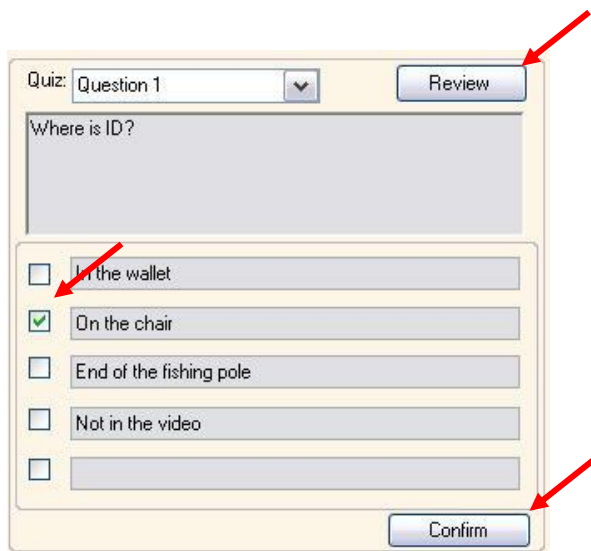 Quiz: Question 1 Review
Where is ID?
In the wallet
On the chair
End of the fishing pole
Not in the video
Confirm